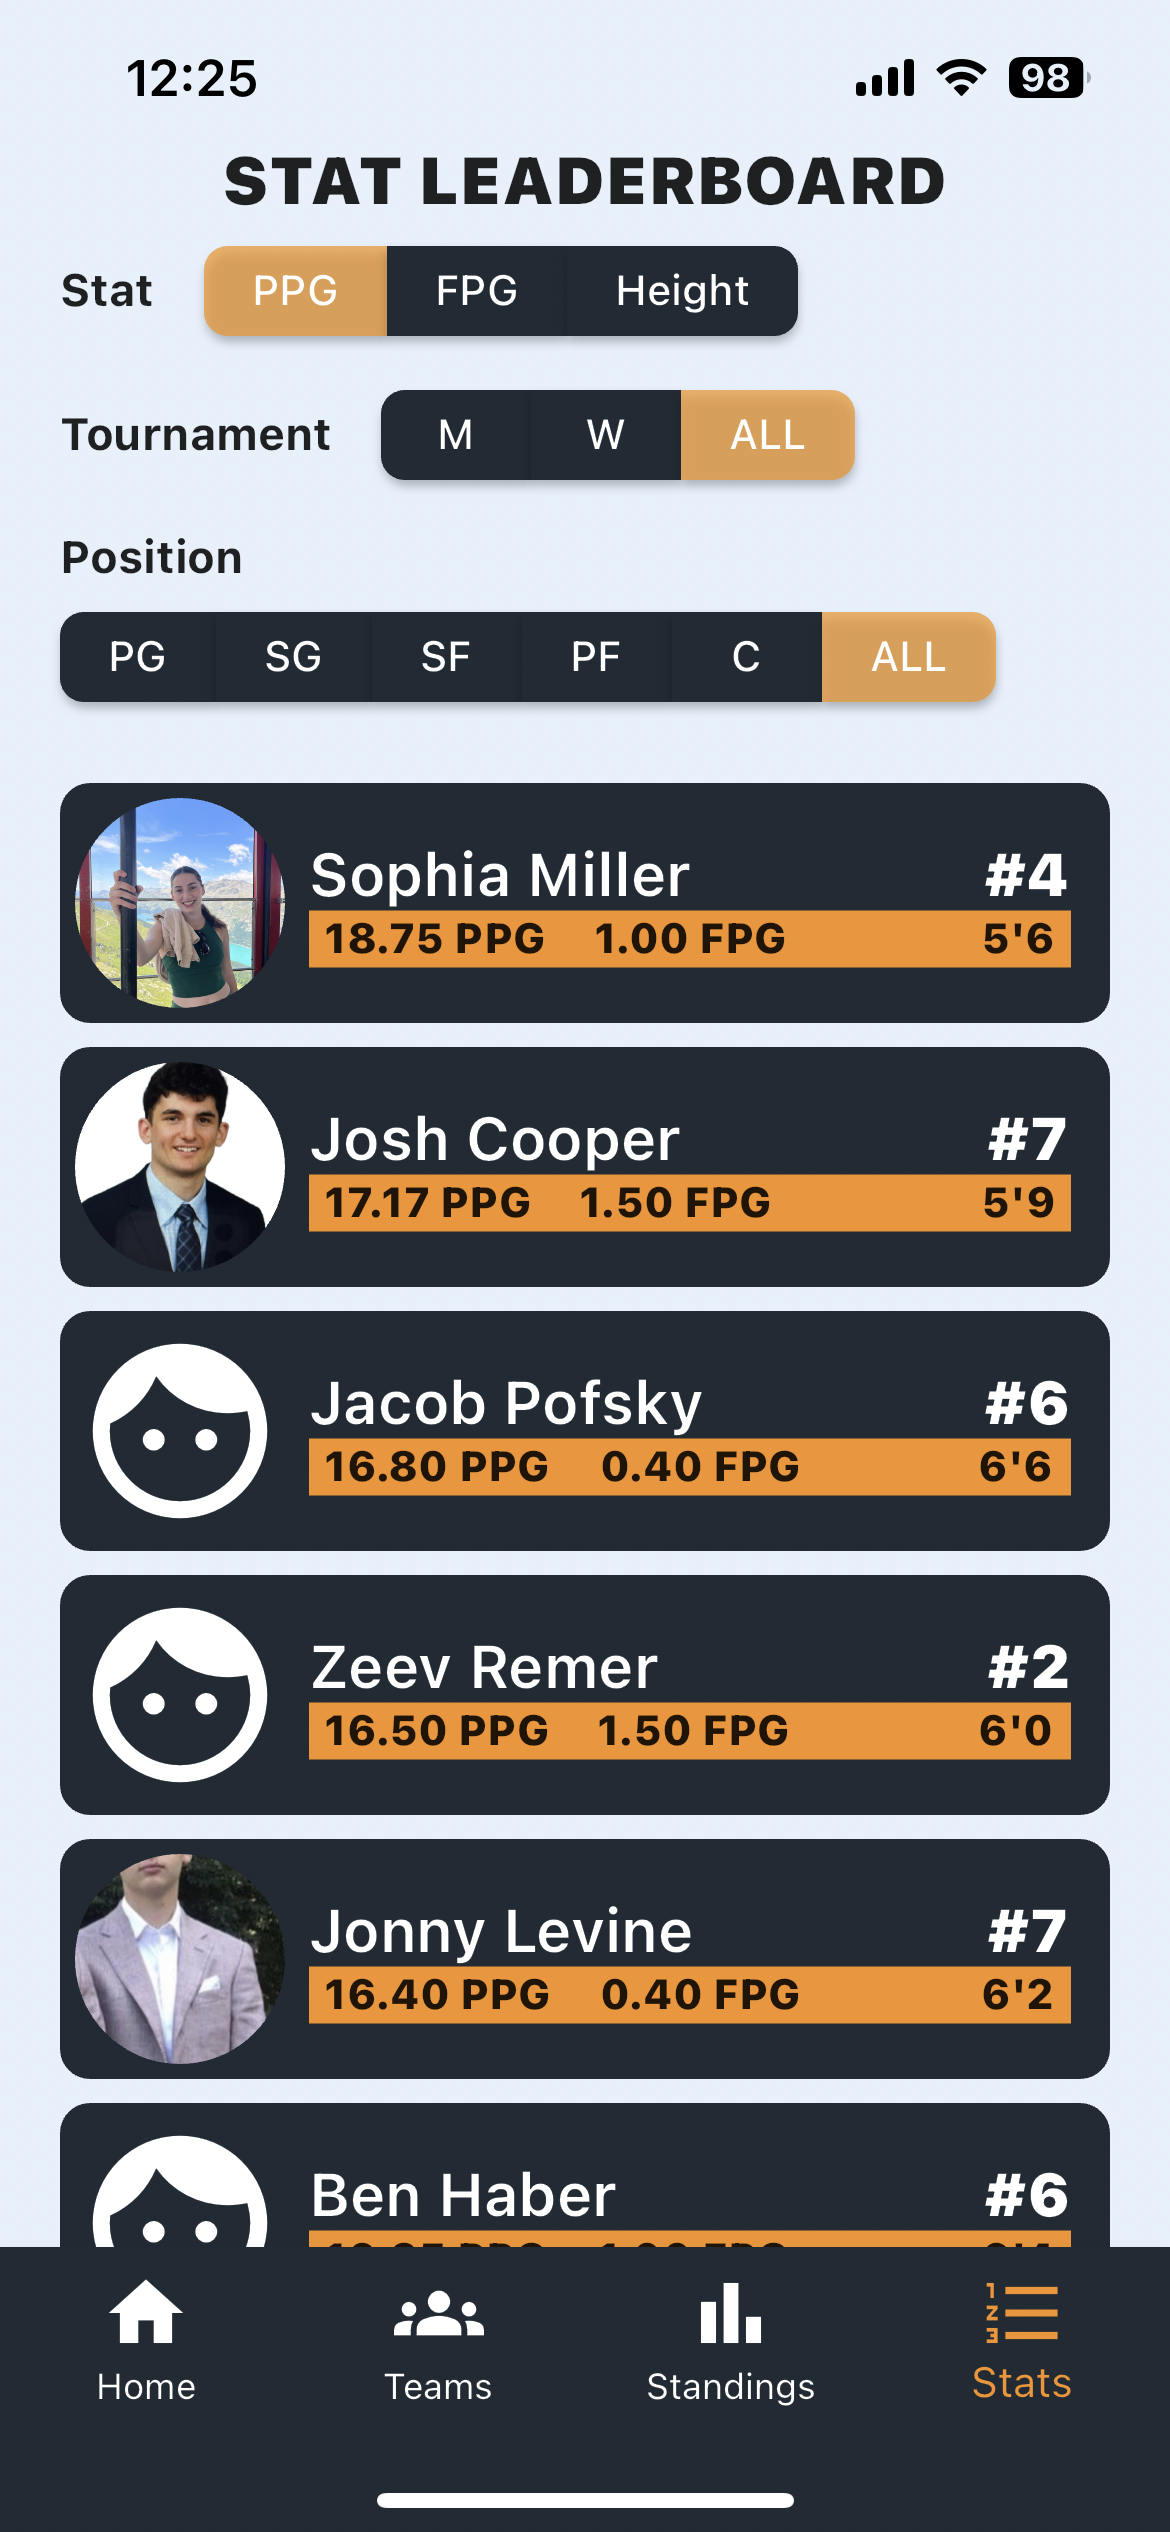 12:25 98
STAT LEADERBOARD
Stat PPG FPG Height
Tournament M W ALL
Position
PG SG SF PF C ALL
Sophia Miller #4
18.75 PPG 1.00 FPG 5'6
Josh Cooper #7
17.17 PPG 1.50 FPG 5'9
Jacob Pofsky #6
16.80 PPG 0.40 FPG 6'6
Zeev Remer #2
16.50 PPG 1.50 FPG 6'0
Jonny Levine #7
16.40 PPG 0.40 FPG 6'2
Ben Haber #6
PPG FPG
Home Teams Standings Stats